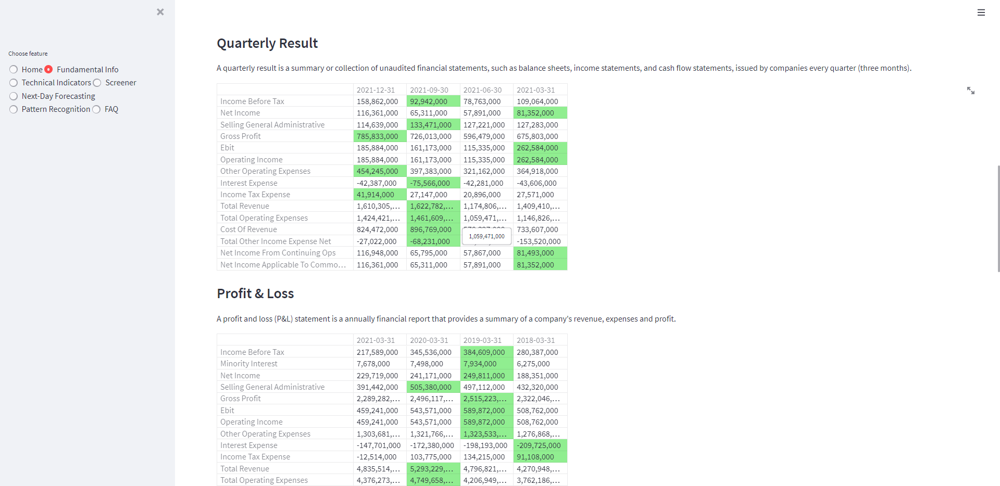 Choose feature
Home Fundamental Info
Technical Indicators Screener
Next-Day Forecasting
Pattern Recognition FAQ
Quarterly Result
A quarterly result is a summary or collection of unaudited financial statements, such as balance sheets, income statements, and cash flow statements, issued by companies every quarter (three months).
2021-12-31 2021-09-30 2021-06-30 2021-03-31
Income Before Tax 158,862,000 92,942,000 78,763,000 109,064,000
Net Income 116,361,000 65,311,000 57,891,000 81,352,000
Selling General Administrative 114,639,000 133,471,000 127,221,000 127,283,000
Gross Profit 785,833,000 726,013,000 596,479,000 675,803,000
Ebit 185,884,000 161,173,000 115,335,000 262,584,000
Operating Income 185,884,000 161,173,000 115,335,000 262,584,000
Other Operating Expenses 454,245,000 397,383,000 321,162,000 364,918,000
Interest Expense -42,387,000 -75,566,000 -42,281,000 -43,606,000
Income Tax Expense 41,914,000 27,147,000 20,896,000 27,571,000
Total Revenue 1,610,305,... 1,622,782,... 1,174,806,... 1,409,410,...
Total Operating Expenses 1,424,421,... 1,461,609,... 1,059,471,... 1,146,826,...
Cost Of Revenue 824,472,000 896,769,000 733,607,000
1,059,471,000
Total Other Income Expense Net -27,022,000 -68,231,000 -153,520,000
Net Income From Continuing Ops 116,948,000 65,795,000 57,867,000 81,493,000
Net Income Applicable To Commo... 116,361,000 65,311,000 57,891,000 81,352,000
Profit & Loss
A profit and loss (P&L) statement is a annually financial report that provides a summary of a company's revenue, expenses and profit.
2021-03-31 2020-03-31 2019-03-31 2018-03-31
Income Before Tax 217,589,000 345,536,000 384,609,000 280,387,000
Minority Interest 7,678,000 7,498,000 7,934,000 6,275,000
Net Income 229,719,000 241,171,000 249,811,000 188,351,000
Selling General Administrative 391,442,000 505,380,000 497,112,000 432,320,000
Gross Profit 2,289,282,... 2,496,117,... 2,515,223,... 2,322,046,...
Ebit 459,241,000 543,571,000 589,872,000 508,762,000
Operating Income 459,241,000 543,571,000 589,872,000 508,762,000
Other Operating Expenses 1,303,681,... 1,321,766,... 1,323,533,... 1,276,868,...
Interest Expense -147,701,000 -172,380,000 -198,193,000 -209,725,000
Income Tax Expense -12,514,000 103,775,000 134,215,000 91,108,000
Total Revenue 4,835,514,... 5,293,229,... 4,796,821,... 4,270,948,...
Total Operating Expenses 4,376,273,... 4,749,658,... 4,206,949,... 3,762,186,...